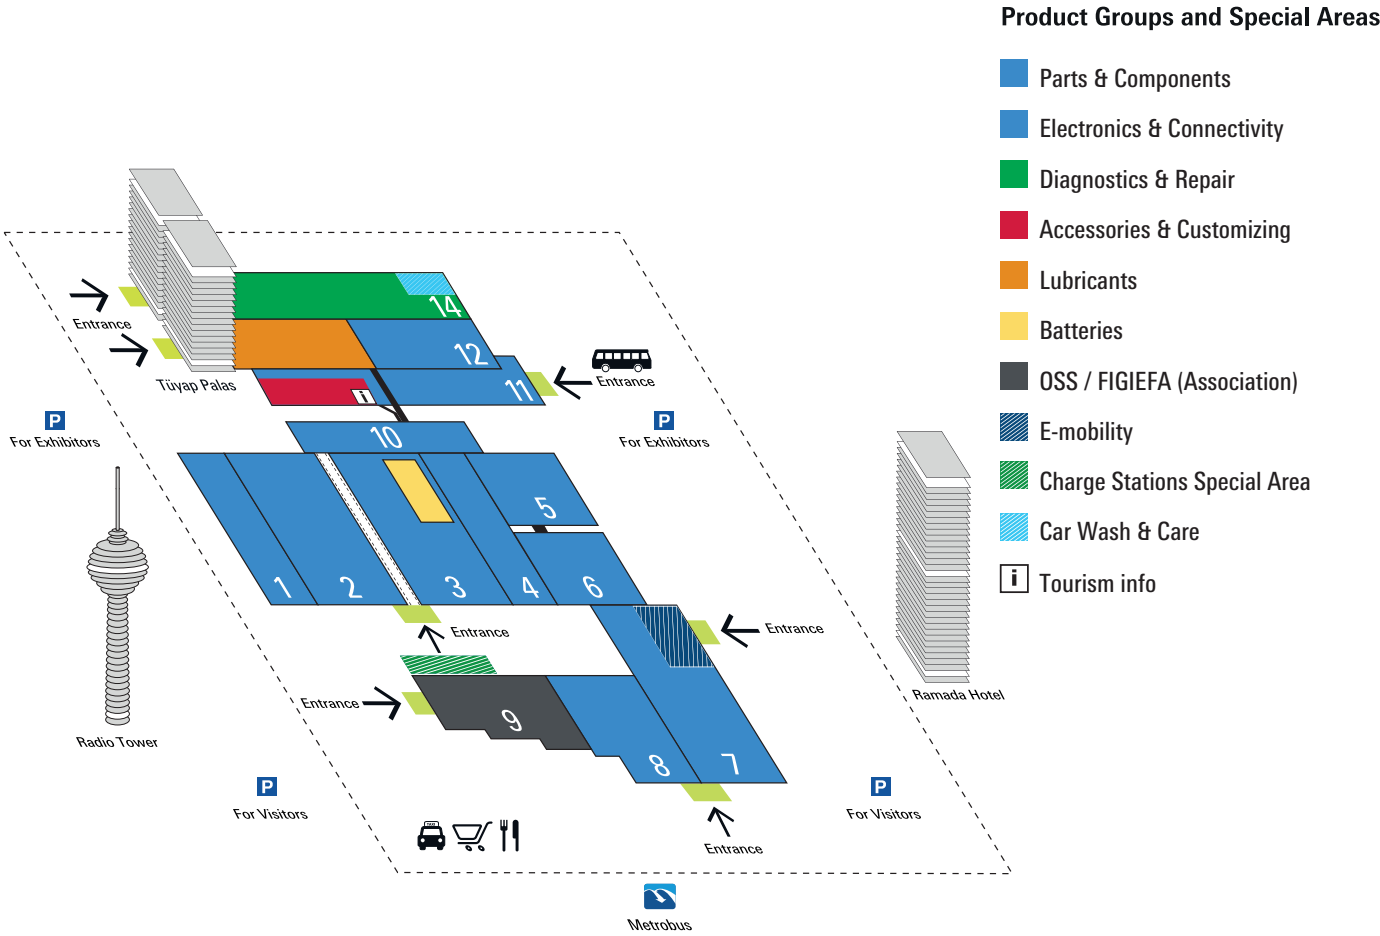 Product Groups and Special Areas
Parts & Components
Electronics & Connectivity
Diagnostics & Repair
Accessories & Customizing
Lubricants
Batteries
OSS / FIGIEFA (Association)
E-mobility
Charge Stations Special Area
Car Wash & Care
i Tourism info
14
Entrance
12
Tüyap Palas
11
Entrance
i
P
For Exhibitors
P
For Exhibitors
10
5
1
2
3
4
6
Entrance
Entrance
Entrance
9
Ramada Hotel
Radio Tower
8
7
P
For Visitors
P
For Visitors
TAXI
Entrance
Metrobus